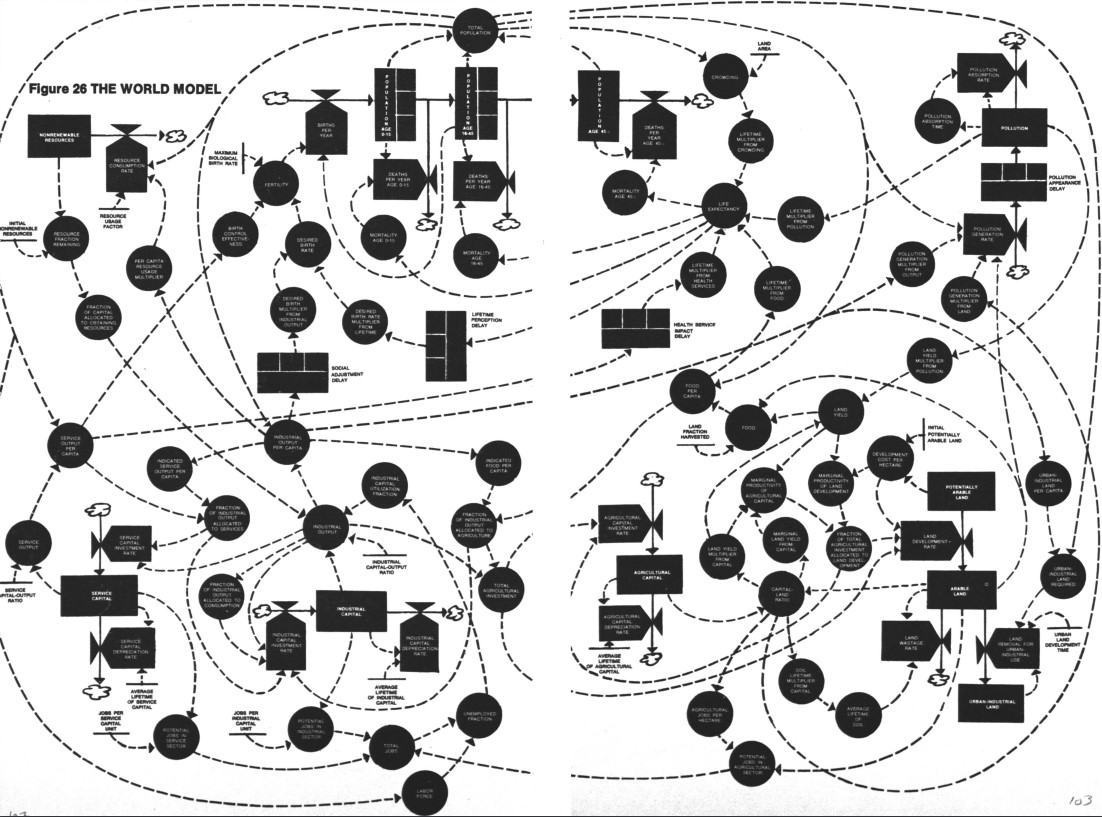 Figure 26 THE WORLD MODEL
TOTAL
POPULATION
POPULATION
AGE
0-15
POPULATION
AGE
16-45
BIRTHS
PER
YEAR
DEATHS
PER YEAR
AGE 0-15
DEATHS
PER YEAR
AGE 16-45
NONRENEWABLE
RESOURCES
RESOURCE
CONSUMPTION
RATE
MAXIMUM
BIOLOGICAL
BIRTH RATE
FERTILITY
RESOURCE
USAGE
FACTOR
INITIAL
NONRENEWABLE
RESOURCES
RESOURCE
FRACTION
REMAINING
BIRTH
CONTROL
EFFECTIVE-
NESS
DESIRED
BIRTH
RATE
MORTALITY
AGE 0-15
MORTALITY
AGE
16-45
PER CAPITA
RESOURCE
USAGE
MULTIPLIER
FRACTION
OF CAPITAL
ALLOCATED
TO OBTAINING
RESOURCES
DESIRED
BIRTH
MULTIPLIER
FROM
INDUSTRIAL
OUTPUT
DESIRED
BIRTH RATE
MULTIPLIER
FROM
LIFETIME
LIFETIME
PERCEPTION
DELAY
SOCIAL
ADJUSTMENT
DELAY
SERVICE
OUTPUT
PER
CAPITA
INDUSTRIAL
OUTPUT PER
CAPITA
INDICATED
SERVICE
OUTPUT PER
CAPITA
INDUSTRIAL
CAPITAL
UTILIZATION
FRACTION
INDICATED
FOOD PER
CAPITA
FRACTION
OF INDUSTRIAL
OUTPUT
ALLOCATED
TO SERVICES
INDUSTRIAL
OUTPUT
FRACTION
OF INDUSTRIAL
OUTPUT
ALLOCATED TO
AGRICULTURE
SERVICE
OUTPUT
SERVICE
CAPITAL
INVESTMENT
RATE
INDUSTRIAL
CAPITAL-OUTPUT
RATIO
SERVICE
CAPITAL-OUTPUT
RATIO
SERVICE
CAPITAL
FRACTION
OF INDUSTRIAL
OUTPUT
ALLOCATED TO
CONSUMPTION
INDUSTRIAL
CAPITAL
TOTAL
AGRICULTURAL
INVESTMENT
SERVICE
CAPITAL
DEPRECIATION
RATE
INDUSTRIAL
CAPITAL
INVESTMENT
RATE
INDUSTRIAL
CAPITAL
DEPRECIATION
RATE
AVERAGE
LIFETIME
OF SERVICE
CAPITAL
AVERAGE
LIFETIME
OF INDUSTRIAL
CAPITAL
JOBS PER
SERVICE
CAPITAL
UNIT
POTENTIAL
JOBS IN
SERVICE
SECTOR
JOBS PER
INDUSTRIAL
CAPITAL
UNIT
POTENTIAL
JOBS IN
INDUSTRIAL
SECTOR
TOTAL
JOBS
UNEMPLOYED
FRACTION
LABOR
FORCE
POPULATION
AGE 45+
DEATHS
PER YEAR
AGE 45+
CROWDING
LAND
AREA
LIFETIME
MULTIPLIER
FROM
CROWDING
MORTALITY
AGE 45+
LIFE
EXPECTANCY
LIFETIME
MULTIPLIER
FROM
POLLUTION
LIFETIME
MULTIPLIER
FROM
HEALTH
SERVICES
LIFETIME
MULTIPLIER
FROM
FOOD
HEALTH SERVICE
IMPACT
DELAY
POLLUTION
ABSORPTION
RATE
POLLUTION
ABSORPTION
TIME
POLLUTION
POLLUTION
APPEARANCE
DELAY
POLLUTION
GENERATION
RATE
POLLUTION
GENERATION
MULTIPLIER
FROM
OUTPUT
POLLUTION
GENERATION
MULTIPLIER
FROM
LAND
LAND
YIELD
MULTIPLIER
FROM
POLLUTION
FOOD
PER
CAPITA
LAND
FRACTION
HARVESTED
FOOD
LAND
YIELD
INITIAL
POTENTIALLY
ARABLE LAND
DEVELOPMENT
COST PER
HECTARE
MARGINAL
PRODUCTIVITY
OF
AGRICULTURAL
CAPITAL
MARGINAL
PRODUCTIVITY
OF LAND
DEVELOPMENT
POTENTIALLY
ARABLE
LAND
URBAN-
INDUSTRIAL
LAND
PER CAPITA
AGRICULTURAL
CAPITAL
INVESTMENT
RATE
LAND YIELD
MULTIPLIER
FROM
CAPITAL
MARGINAL
LAND YIELD
FROM
CAPITAL
FRACTION
OF TOTAL
AGRICULTURAL
INVESTMENT
ALLOCATED TO
LAND DEVEL-
OPMENT
LAND
DEVELOPMENT-
RATE
AGRICULTURAL
CAPITAL
CAPITAL-
LAND
RATIO
ARABLE
LAND
URBAN-
INDUSTRIAL
LAND
REQUIRED
AGRICULTURAL
CAPITAL
DEPRECIATION
RATE
AVERAGE
LIFETIME
OF AGRICULTURAL
CAPITAL
LAND
WASTAGE
RATE
LAND
REMOVAL FOR
URBAN-
INDUSTRIAL
USE
URBAN
LAND
DEVELOPMENT
TIME
SOIL
LIFETIME
MULTIPLIER
FROM
CAPITAL
AVERAGE
LIFETIME
OF
SOIL
URBAN-INDUSTRIAL
LAND
AGRICULTURAL
JOBS PER
HECTARE
POTENTIAL
JOBS IN
AGRICULTURAL
SECTOR
103